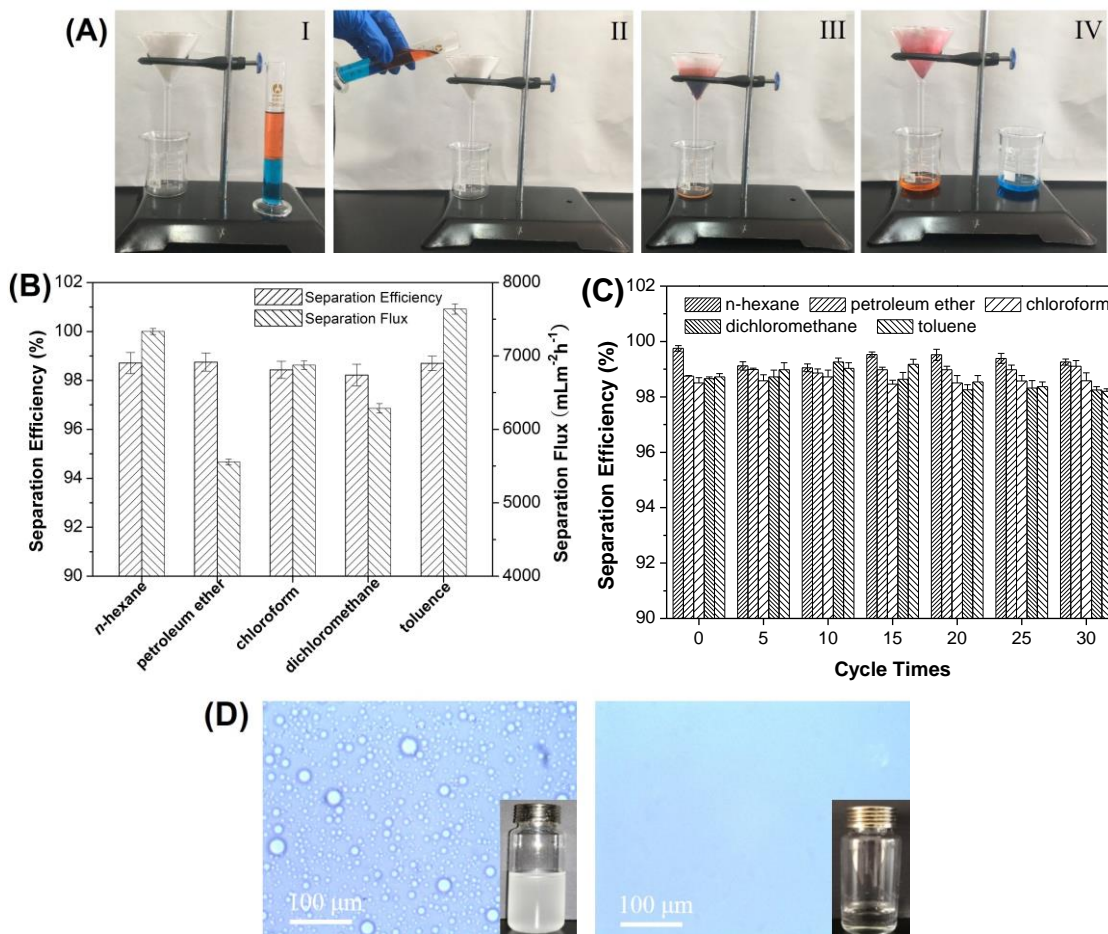 (A)
I
II
III
IV
(B)
102
100
98
96
94
92
90
Separation Efficiency (%)
Separation Efficiency
Separation Flux
8000
7000
6000
5000
4000
Separation Flux (mLm⁻²h⁻¹)
n-hexane
petroleum ether
chloroform
dichloromethane
toluence
(C)
102
100
98
96
94
92
90
Separation Efficiency (%)
n-hexane petroleum ether chloroform
dichloromethane toluene
0 5 10 15 20 25 30
Cycle Times
(D)
100 μm
100 μm